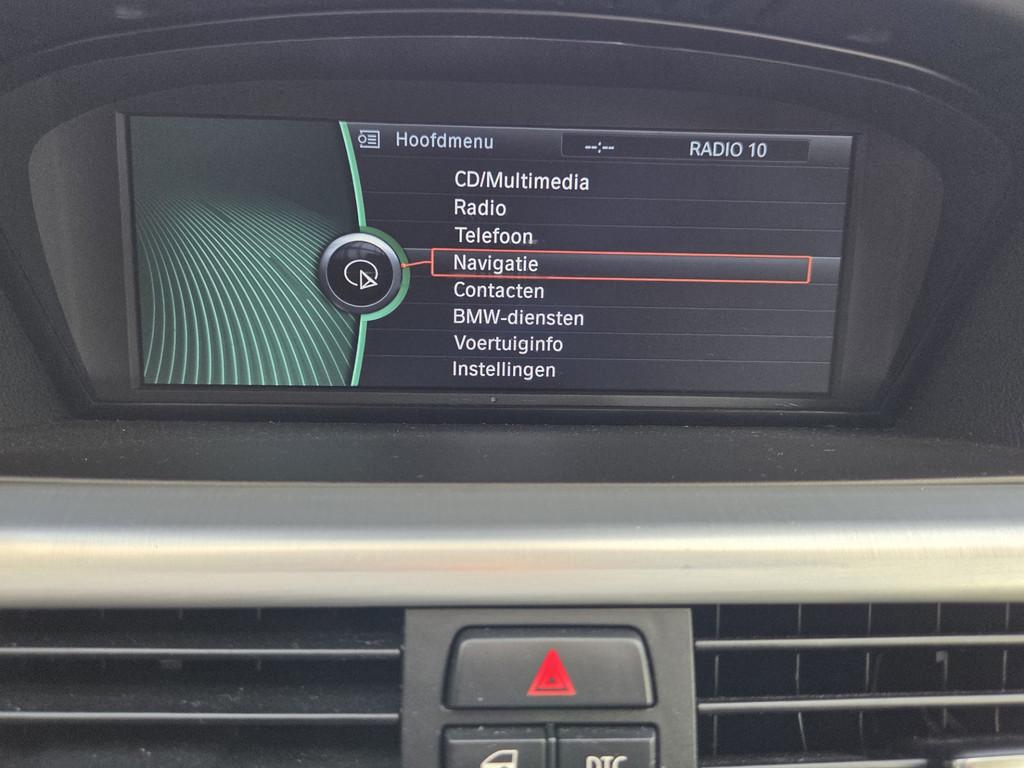 Hoofdmenu --:-- RADIO 10
CD/Multimedia
Radio
Telefoon
Navigatie
Contacten
BMW-diensten
Voertuiginfo
Instellingen
DTC